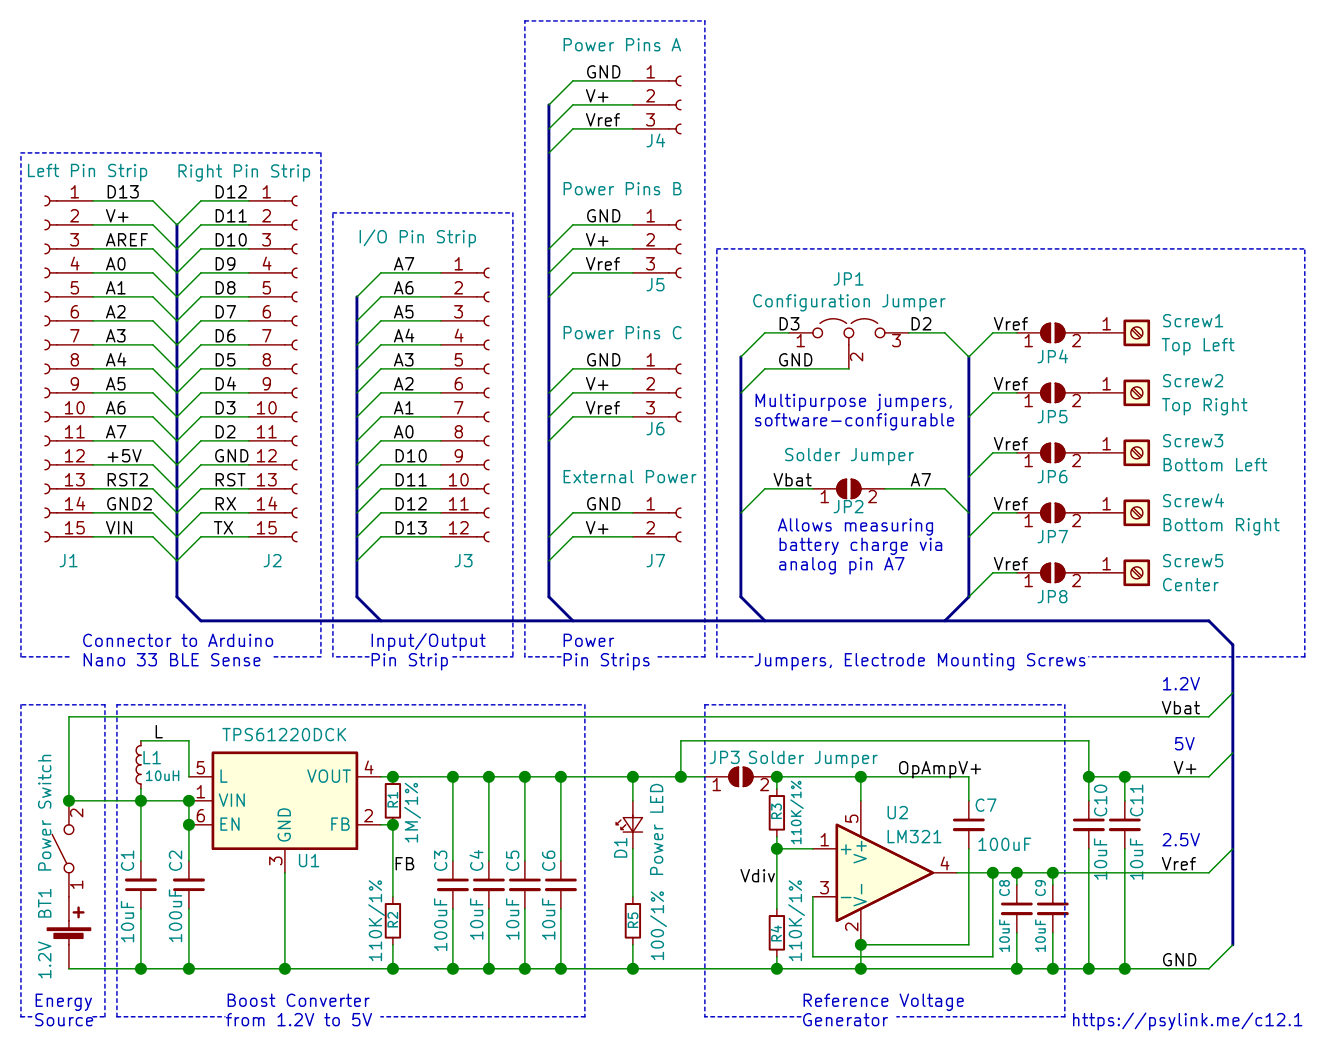 Power Pins A
GND 1
V+ 2
Vref 3
J4
Power Pins B
GND 1
V+ 2
Vref 3
J5
Power Pins C
GND 1
V+ 2
Vref 3
J6
External Power
GND 1
V+ 2
J7
Power
Pin Strips
Left Pin Strip Right Pin Strip
1 D13 D12 1
2 V+ D11 2
3 AREF D10 3
4 A0 D9 4
5 A1 D8 5
6 A2 D7 6
7 A3 D6 7
8 A4 D5 8
9 A5 D4 9
10 A6 D3 10
11 A7 D2 11
12 +5V GND 12
13 RST2 RST 13
14 GND2 RX 14
15 VIN TX 15
J1 J2
Connector to Arduino
Nano 33 BLE Sense
I/O Pin Strip
A7 1
A6 2
A5 3
A4 4
A3 5
A2 6
A1 7
A0 8
D10 9
D11 10
D12 11
D13 12
J3
Input/Output
Pin Strip
JP1
Configuration Jumper
D3 D2
1 3
GND 2
Multipurpose jumpers,
software-configurable
Solder Jumper
Vbat A7
1 2
JP2
Allows measuring
battery charge via
analog pin A7
Vref 1 2 1
JP4
Screw1
Top Left
Vref 1 2 1
JP5
Screw2
Top Right
Vref 1 2 1
JP6
Screw3
Bottom Left
Vref 1 2 1
JP7
Screw4
Bottom Right
Vref 1 2 1
JP8
Screw5
Center
Jumpers, Electrode Mounting Screws
1.2V
Vbat
5V
V+
2.5V
Vref
GND
Power Switch
2
1
BT1
+
1.2V
Energy
Source
L
L1
10uH
TPS61220DCK
5 L VOUT 4
1 VIN
6 EN FB 2
GND
3
U1
C1
10uF
C2
100uF
R1
1M/1%
FB
R2
110K/1%
C3
100uF
C4
10uF
C5
10uF
C6
10uF
Boost Converter
from 1.2V to 5V
D1
Power LED
R5
100/1%
JP3 Solder Jumper
1 2
OpAmpV+
R3
110K/1%
Vdiv
R4
110K/1%
U2
LM321
1 +
3 -
5 V+
2 V-
4
C7
100uF
C8
10uF
C9
10uF
C10
10uF
C11
10uF
Reference Voltage
Generator
https://psylink.me/c12.1